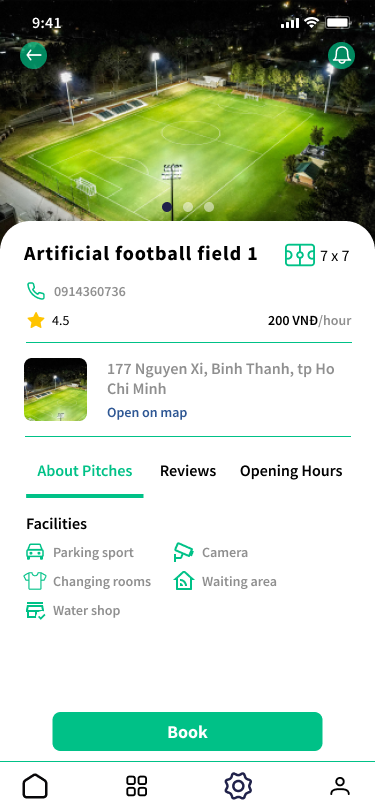 9:41
Artificial football field 1
7 x 7
0914360736
4.5
200 VNĐ/hour
177 Nguyen Xi, Binh Thanh, tp Ho
Chi Minh
Open on map
About Pitches
Reviews
Opening Hours
Facilities
Parking sport
Camera
Changing rooms
Waiting area
Water shop
Book